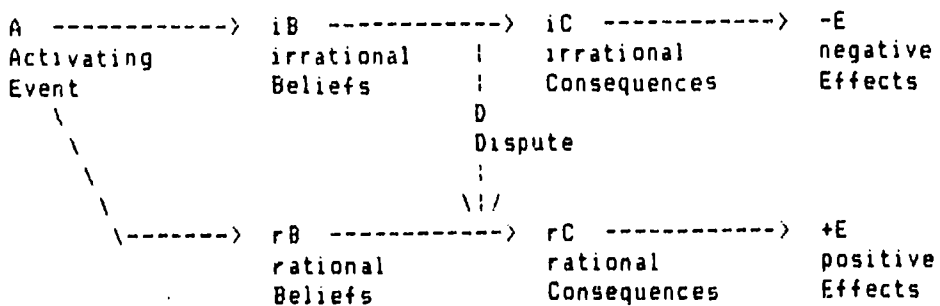 A ------------> iB ------------> iC ------------> -E
Activating irrational ¦ irrational negative
Event Beliefs ¦ Consequences Effects
\ ¦
\ D
\ Dispute
\ ¦
\ \¦/
\-------> rB ------------> rC ------------> +E
rational rational positive
Beliefs Consequences Effects